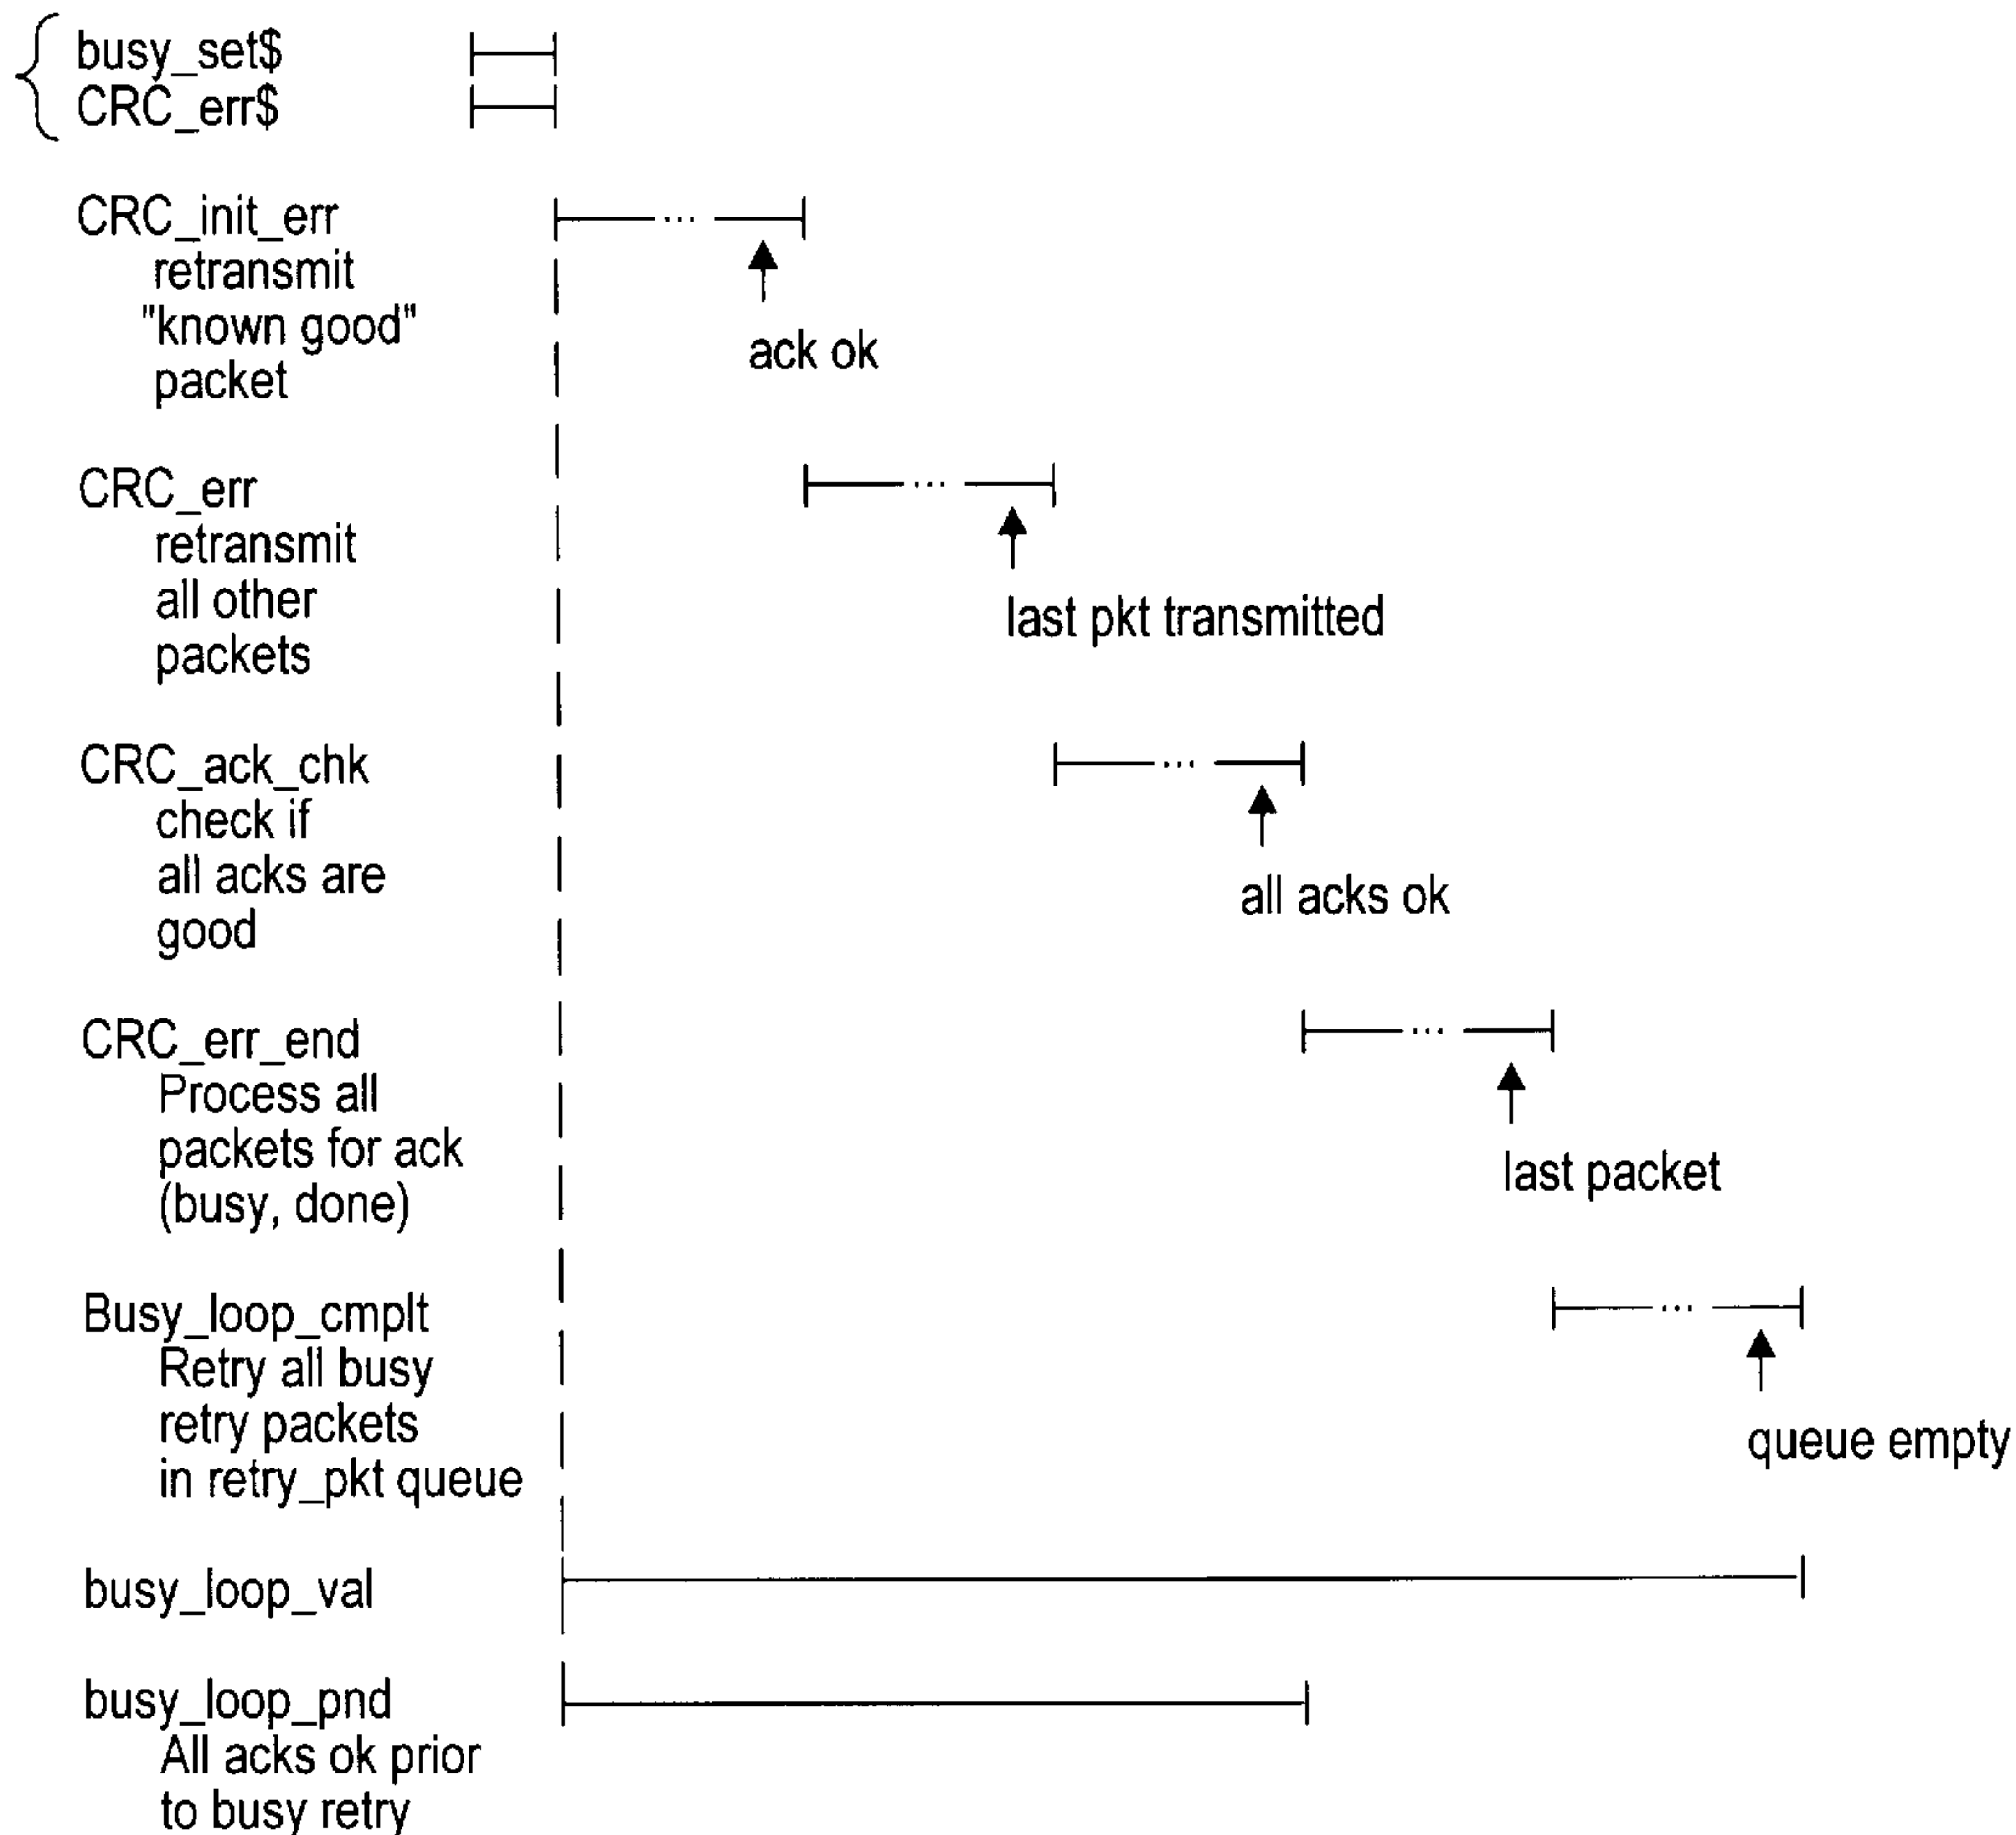 busy_set$
CRC_err$
CRC_init_err
retransmit
"known good"
packet
...
ack ok
CRC_err
retransmit
all other
packets
...
last pkt transmitted
CRC_ack_chk
check if
all acks are
good
...
all acks ok
CRC_err_end
Process all
packets for ack
(busy, done)
...
last packet
Busy_loop_cmplt
Retry all busy
retry packets
in retry_pkt queue
...
queue empty
busy_loop_val
busy_loop_pnd
All acks ok prior
to busy retry